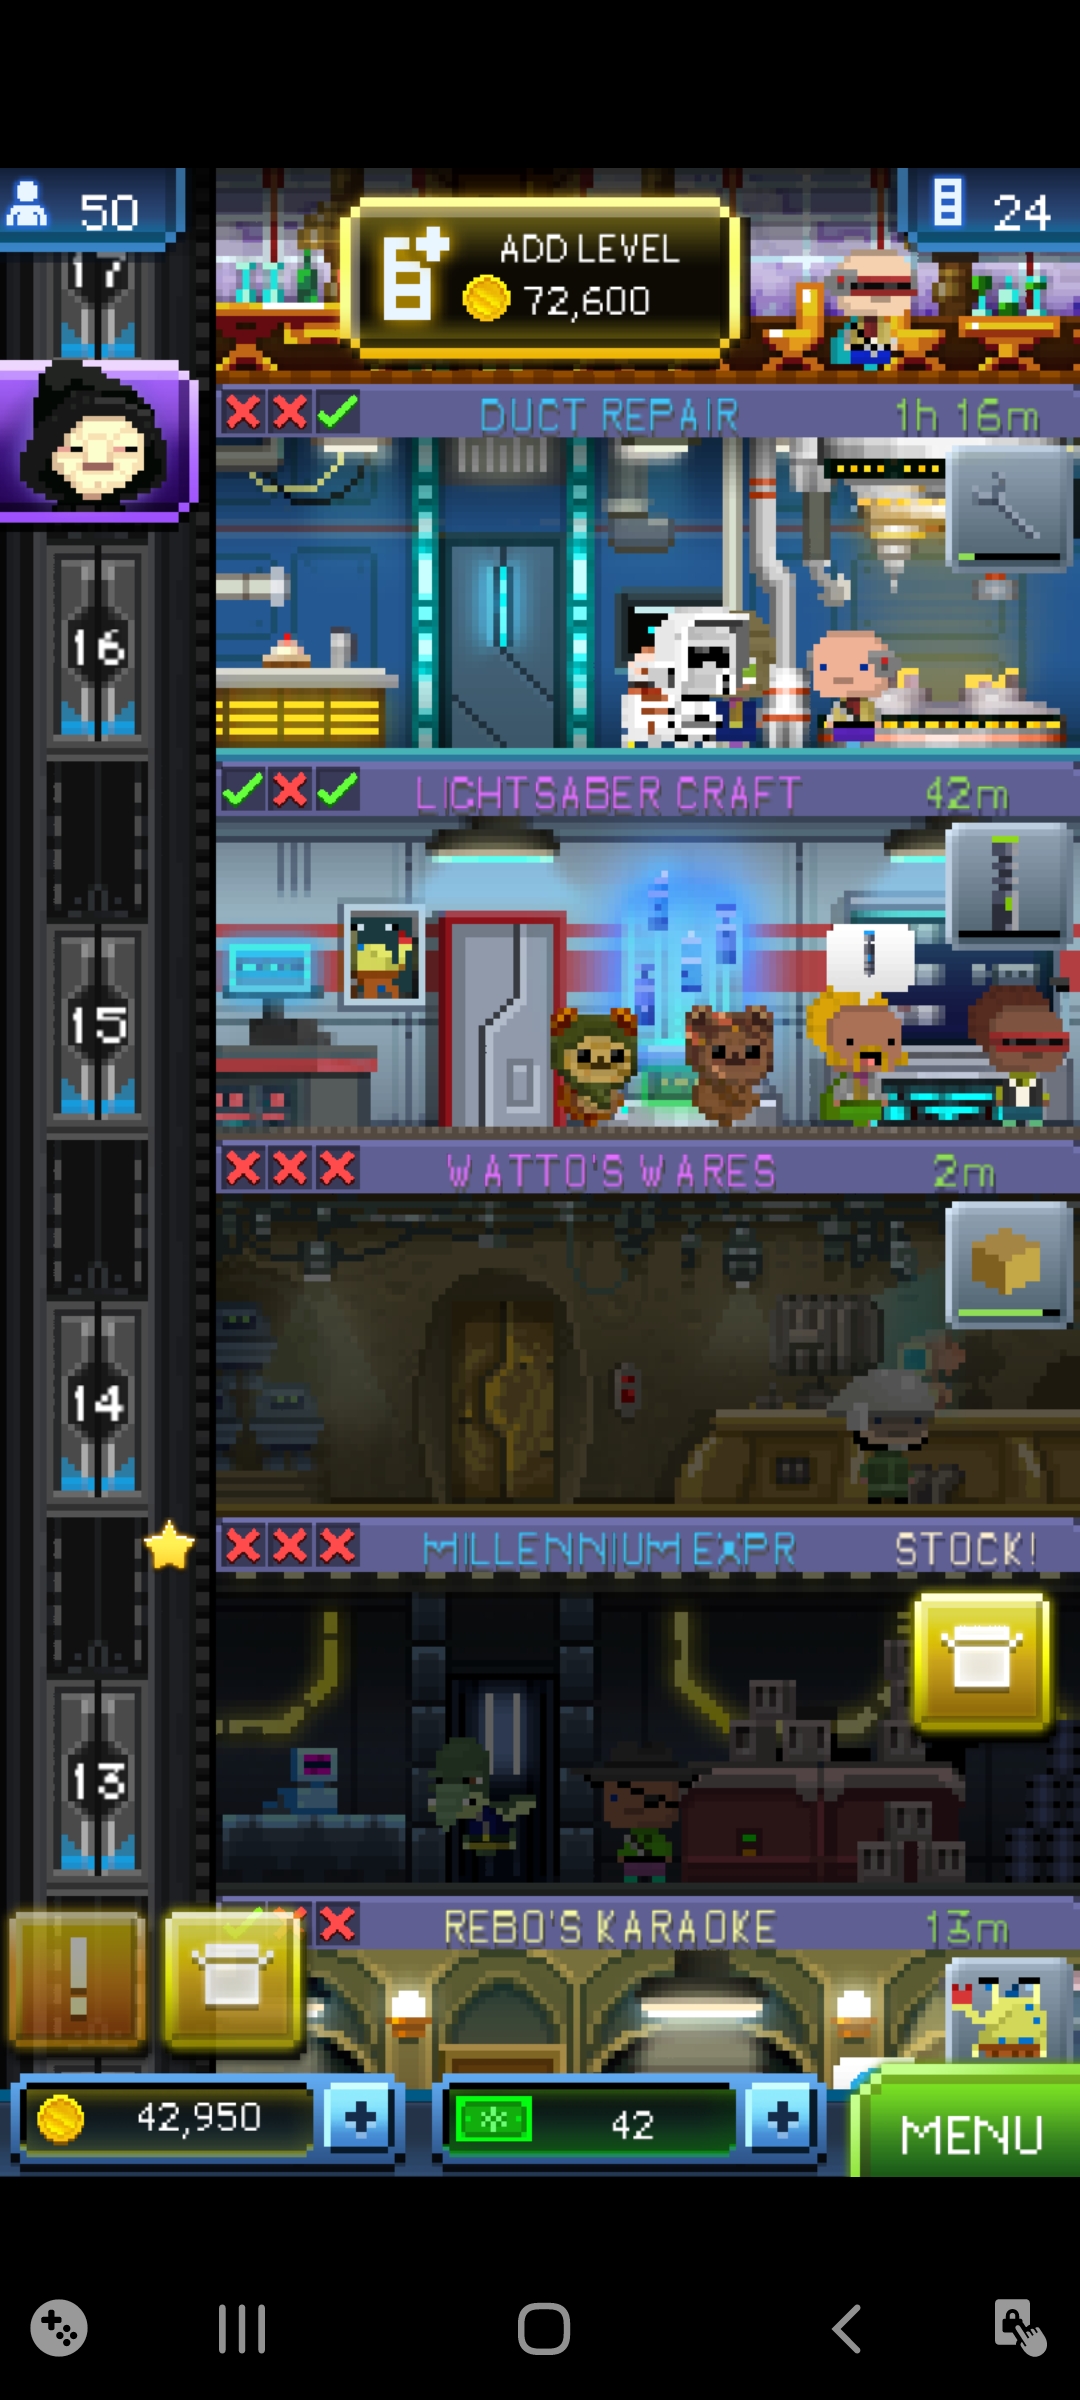 50
24
17
ADD LEVEL
72,600
DUCT REPAIR
1h 16m
16
LIGHTSABER CRAFT
42m
15
WATTO'S WARES
2m
14
MILLENNIUM EXPR
STOCK!
13
REBO'S KARAOKE
13m
!
42,950
42
MENU